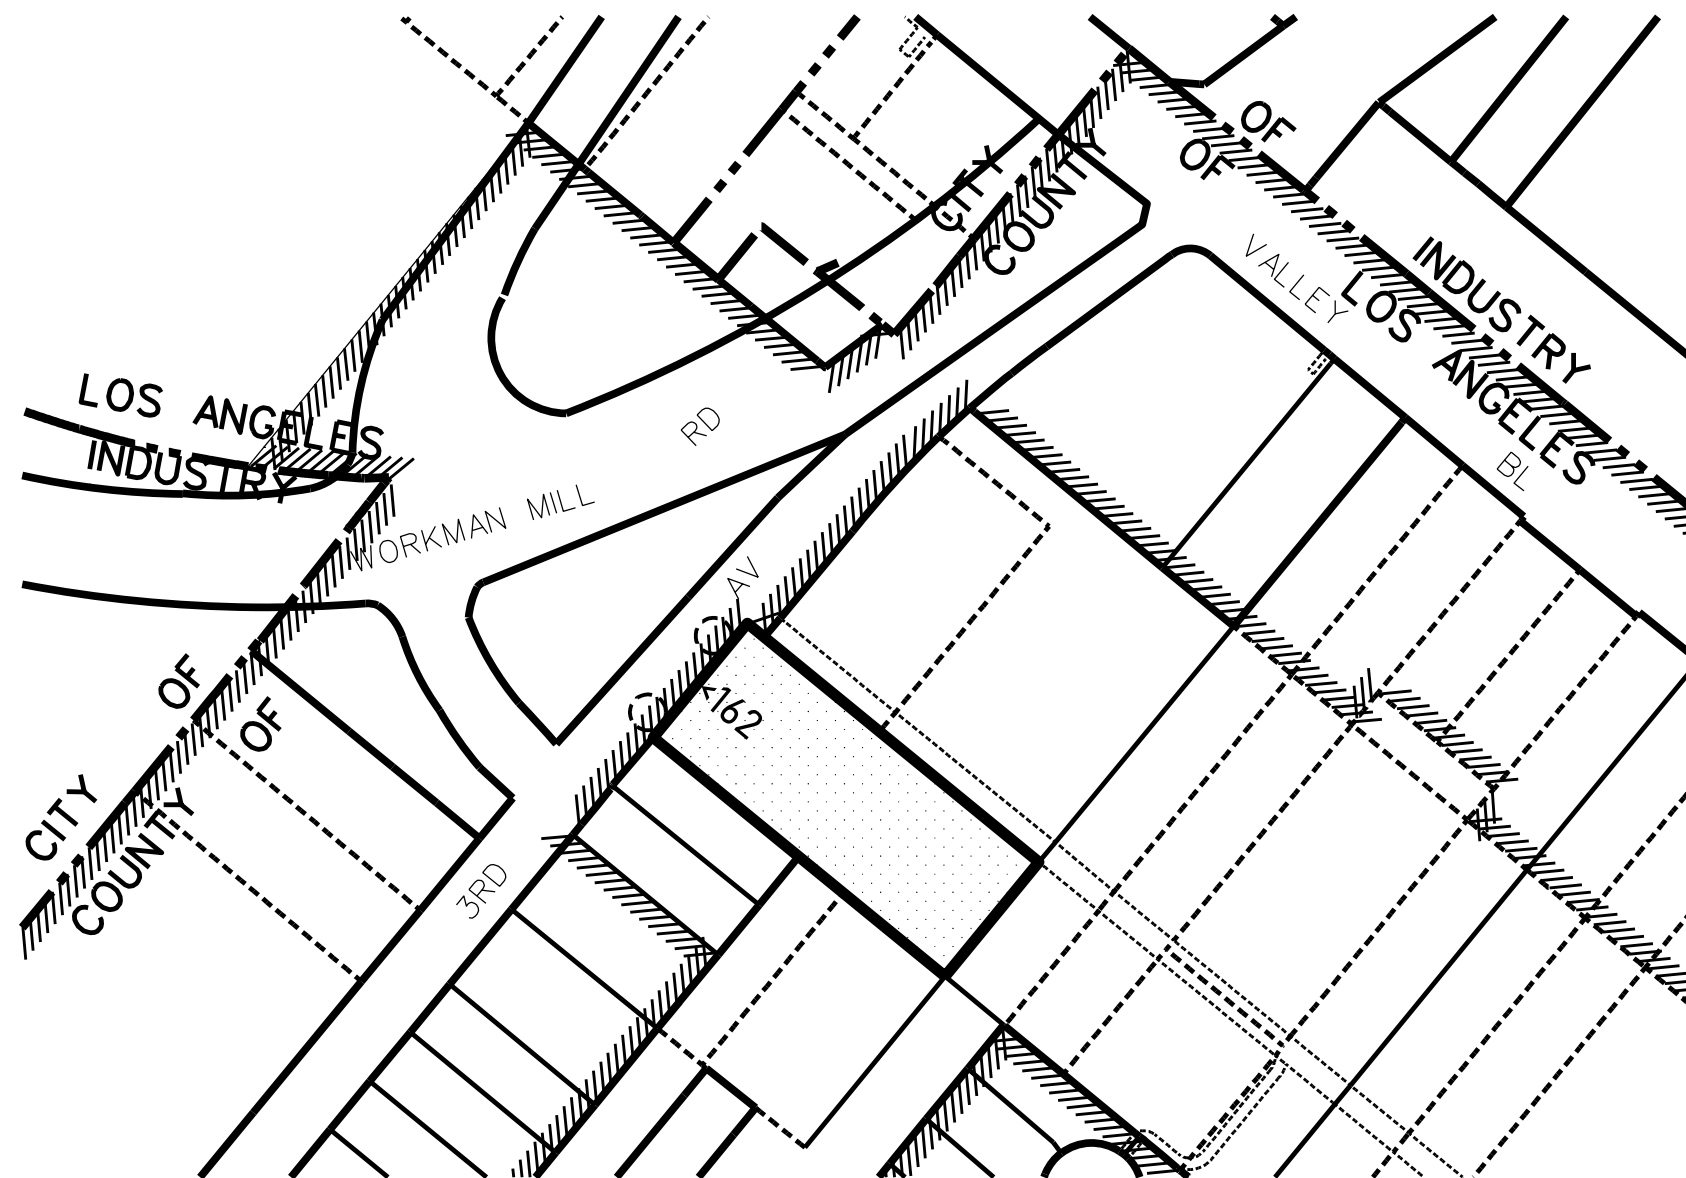 OF
OF
CITY
COUNTY
VALLEY
INDUSTRY
LOS ANGELES
LOS ANGELES
INDUSTRY
RD
BL
WORKMAN MILL
AV
OF
OF
162
CITY
COUNTY
3RD